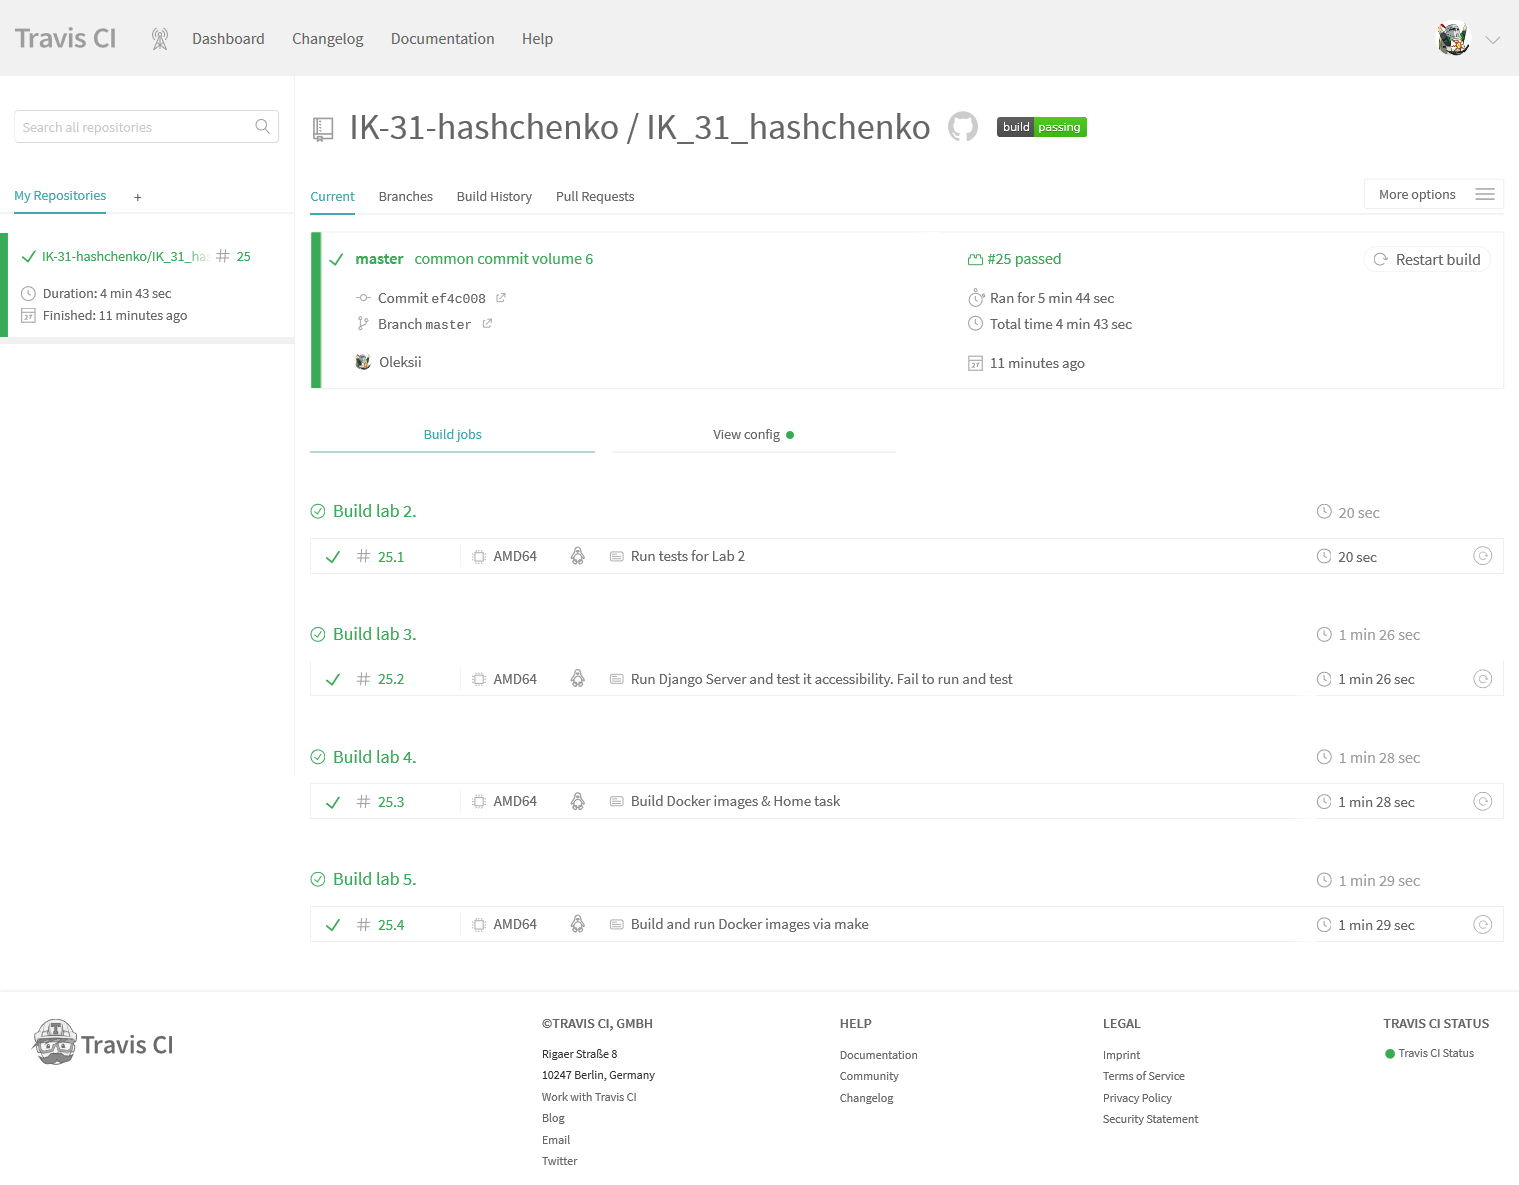 Travis CI Dashboard Changelog Documentation Help
Search all repositories
My Repositories +
IK-31-hashchenko/IK_31_ha # 25
Duration: 4 min 43 sec
Finished: 11 minutes ago
IK-31-hashchenko / IK_31_hashchenko build passing
Current Branches Build History Pull Requests More options
master common commit volume 6 #25 passed Restart build
Commit ef4c008 Ran for 5 min 44 sec
Branch master Total time 4 min 43 sec
Oleksii 11 minutes ago
Build jobs View config
Build lab 2. 20 sec
# 25.1 AMD64 Run tests for Lab 2 20 sec
Build lab 3. 1 min 26 sec
# 25.2 AMD64 Run Django Server and test it accessibility. Fail to run and test 1 min 26 sec
Build lab 4. 1 min 28 sec
# 25.3 AMD64 Build Docker images & Home task 1 min 28 sec
Build lab 5. 1 min 29 sec
# 25.4 AMD64 Build and run Docker images via make 1 min 29 sec
Travis CI
©TRAVIS CI, GMBH
Rigaer Straße 8
10247 Berlin, Germany
Work with Travis CI
Blog
Email
Twitter
HELP
Documentation
Community
Changelog
LEGAL
Imprint
Terms of Service
Privacy Policy
Security Statement
TRAVIS CI STATUS
Travis CI Status